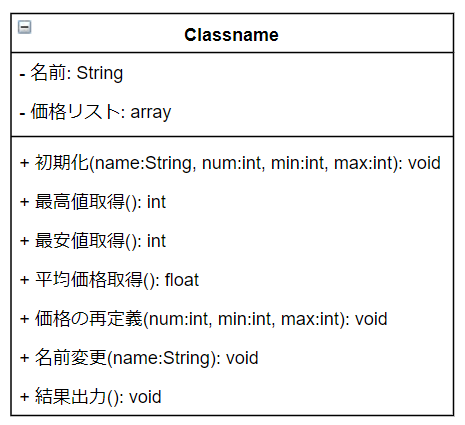 Classname
- 名前: String
- 価格リスト: array
+ 初期化(name:String, num:int, min:int, max:int): void
+ 最高値取得(): int
+ 最安値取得(): int
+ 平均価格取得(): float
+ 価格の再定義(num:int, min:int, max:int): void
+ 名前変更(name:String): void
+ 結果出力(): void